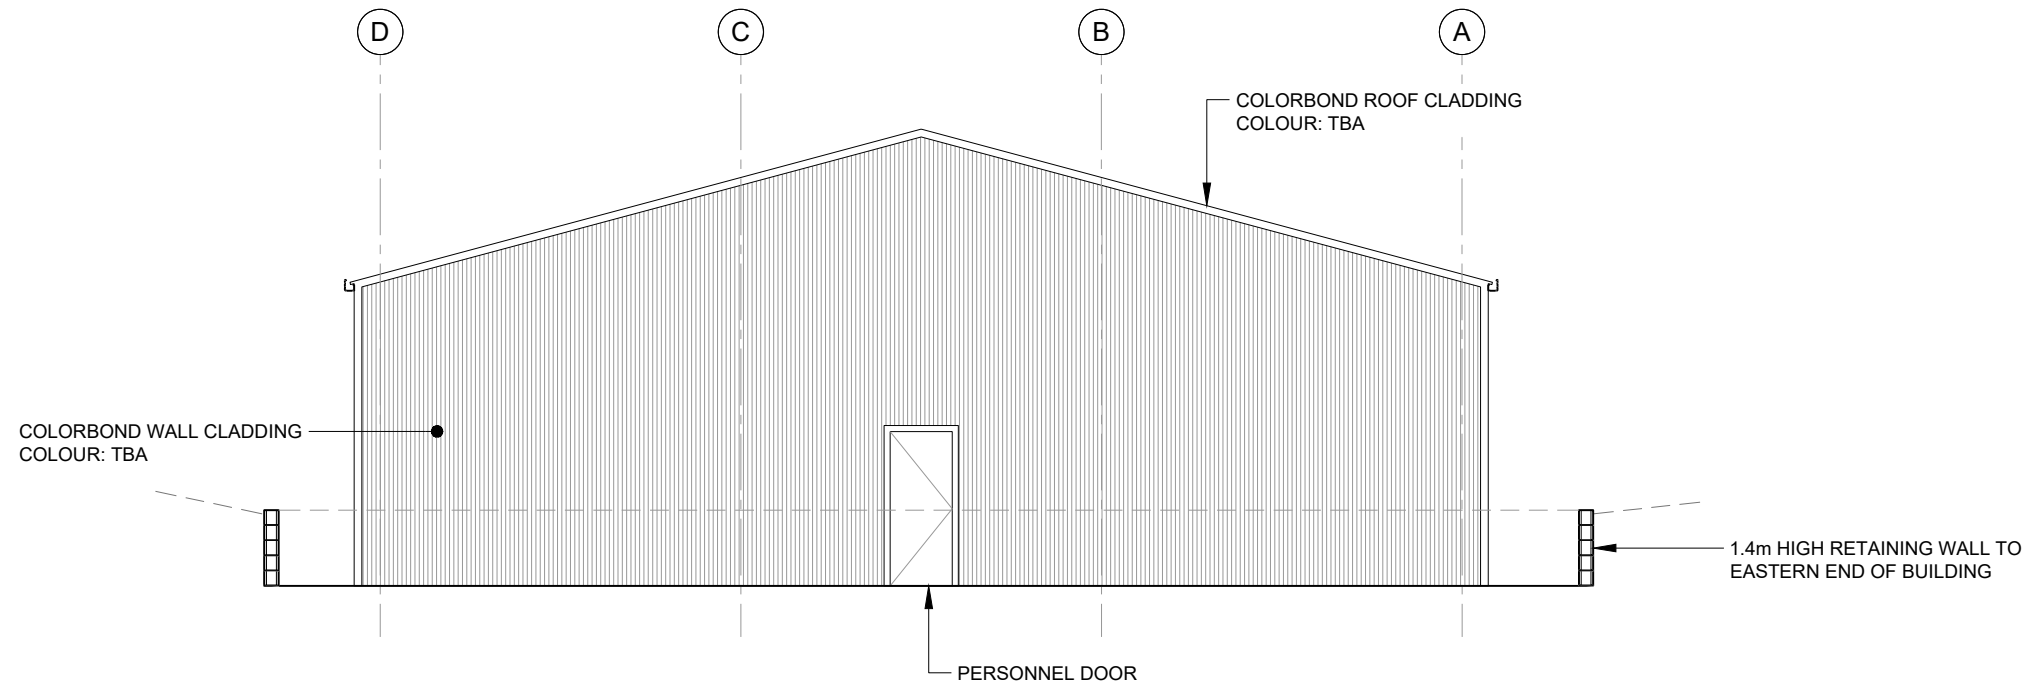 D
C
B
A
COLORBOND ROOF CLADDING
COLOUR: TBA
COLORBOND WALL CLADDING
COLOUR: TBA
1.4m HIGH RETAINING WALL TO
EASTERN END OF BUILDING
PERSONNEL DOOR